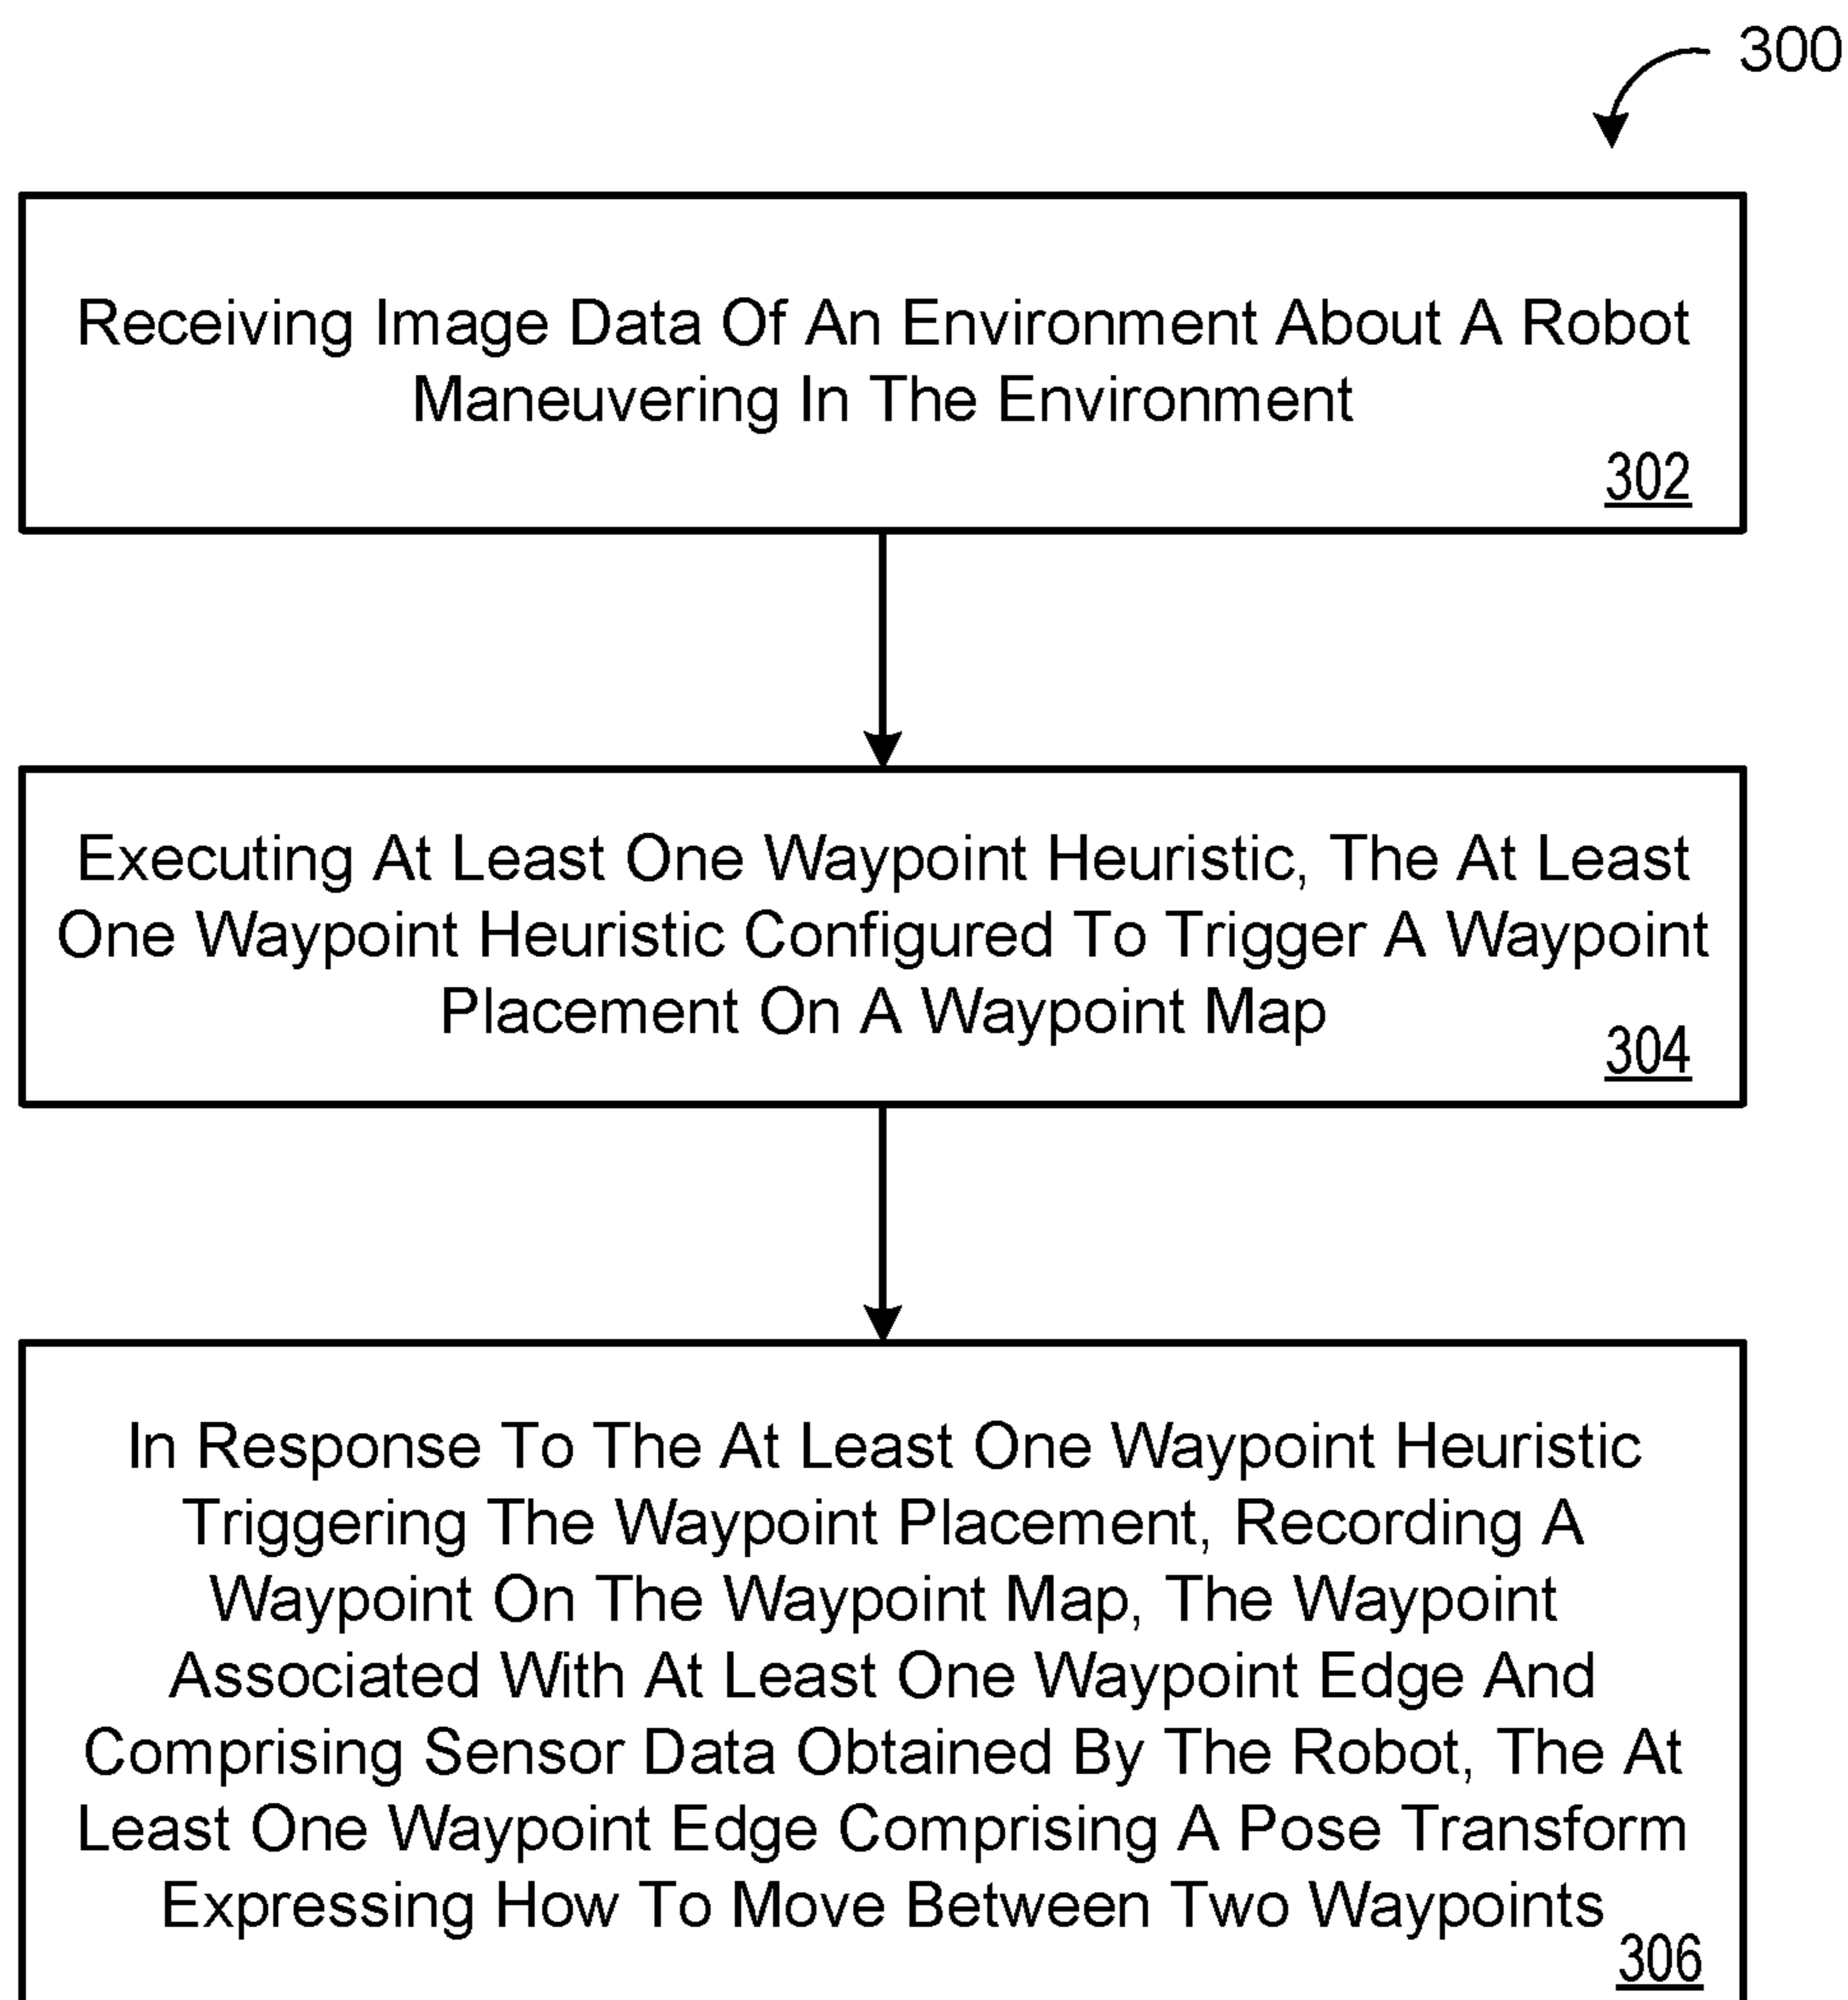 300
Receiving Image Data Of An Environment About A Robot
Maneuvering In The Environment
302
Executing At Least One Waypoint Heuristic, The At Least
One Waypoint Heuristic Configured To Trigger A Waypoint
Placement On A Waypoint Map
304
In Response To The At Least One Waypoint Heuristic
Triggering The Waypoint Placement, Recording A
Waypoint On The Waypoint Map, The Waypoint
Associated With At Least One Waypoint Edge And
Comprising Sensor Data Obtained By The Robot, The At
Least One Waypoint Edge Comprising A Pose Transform
Expressing How To Move Between Two Waypoints
306